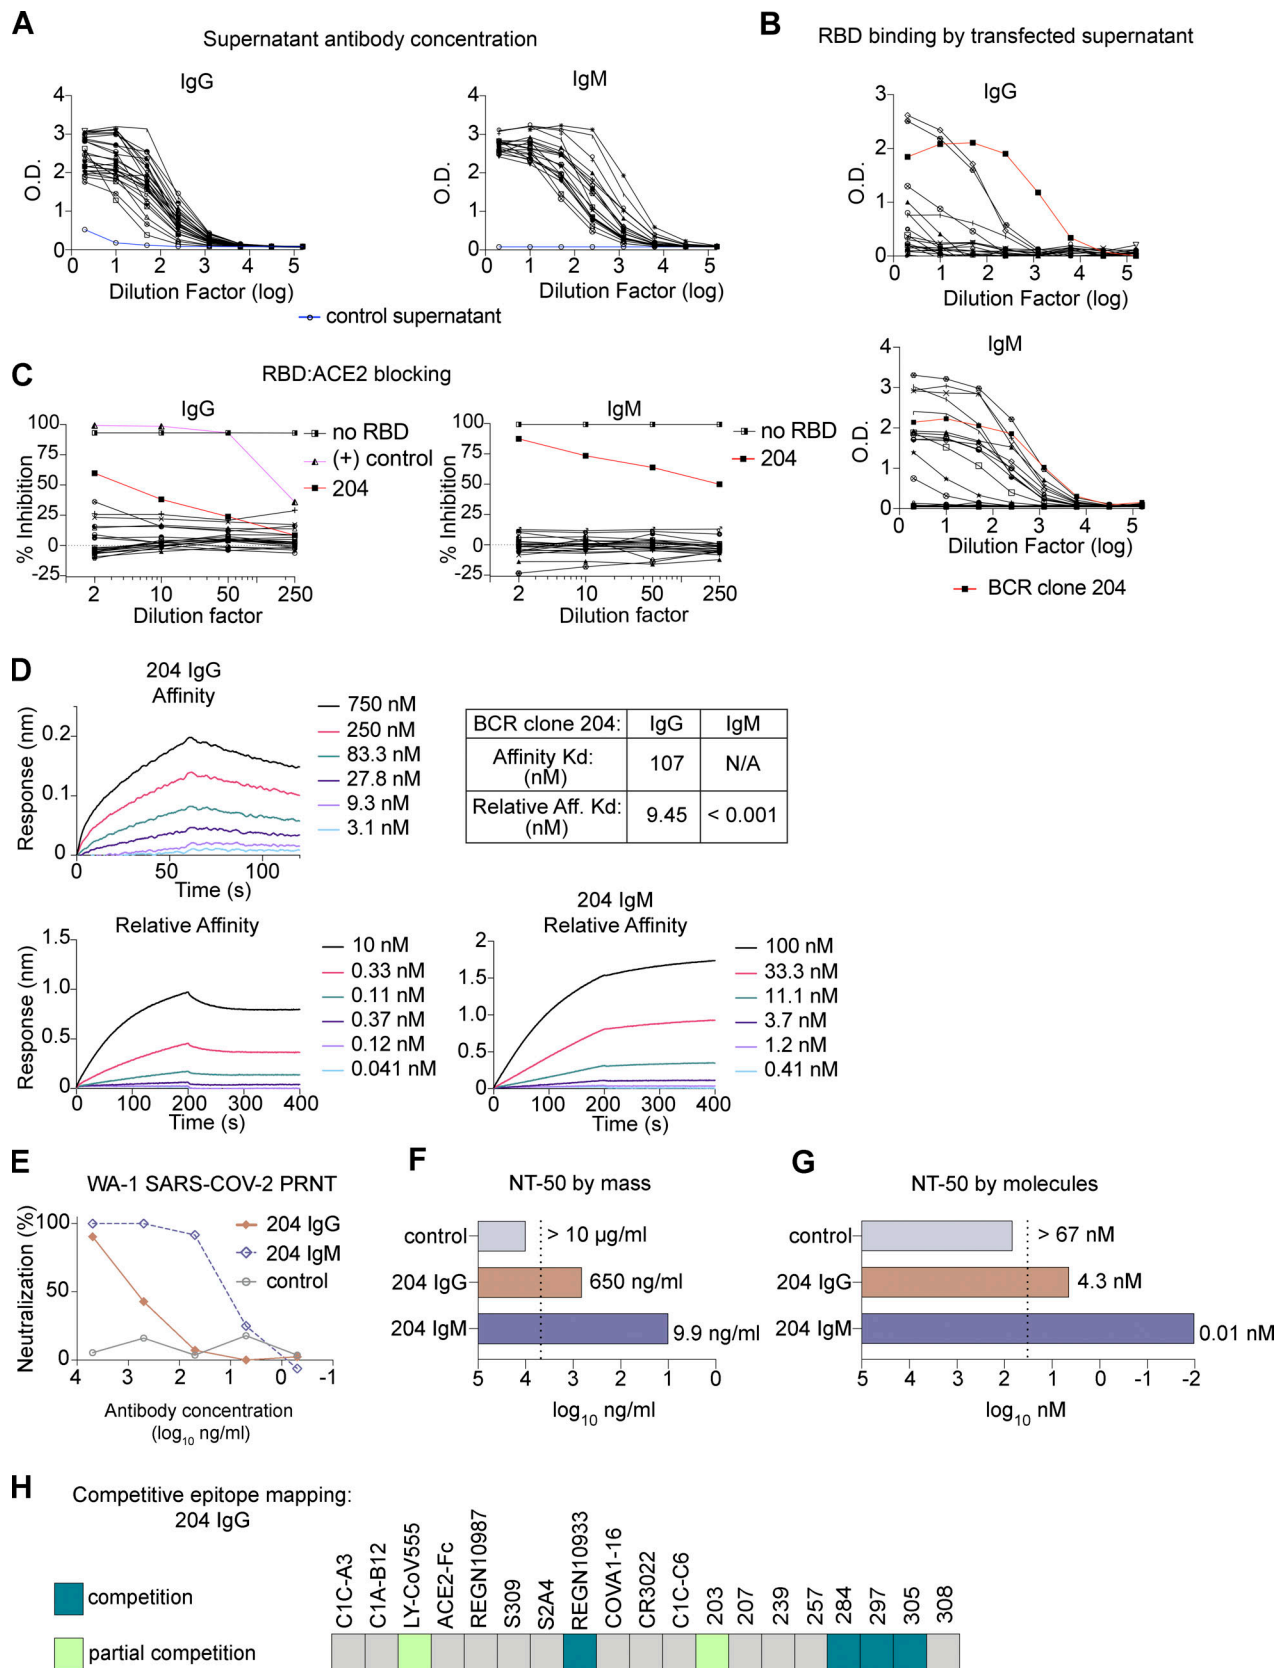 A
Supernatant antibody concentration
IgG
4
3
2
1
0
O.D.
0 1 2 3 4 5
Dilution Factor (log)
IgM
4
3
2
1
0
O.D.
0 1 2 3 4 5
Dilution Factor (log)
control supernatant
B
RBD binding by transfected supernatant
IgG
3
2
1
0
O.D.
0 1 2 3 4 5
Dilution Factor (log)
IgM
4
3
2
1
0
O.D.
0 1 2 3 4 5
Dilution Factor (log)
BCR clone 204
C
RBD:ACE2 blocking
IgG
100
75
50
25
0
-25
% Inhibition
2 10 50 250
Dilution factor
no RBD
(+) control
204
IgM
100
75
50
25
0
-25
% Inhibition
2 10 50 250
Dilution factor
no RBD
204
D
204 IgG
Affinity
0.2
0.1
0
Response (nm)
0 50 100
Time (s)
750 nM
250 nM
83.3 nM
27.8 nM
9.3 nM
3.1 nM
BCR clone 204: IgG IgM
Affinity Kd: (nM) 107 N/A
Relative Aff. Kd: (nM) 9.45 < 0.001
Relative Affinity
1.5
1.0
0.5
0
Response (nm)
0 100 200 300 400
Time (s)
10 nM
0.33 nM
0.11 nM
0.37 nM
0.12 nM
0.041 nM
204 IgM
Relative Affinity
2
1.5
1.0
0.5
0
0 100 200 300 400
Time (s)
100 nM
33.3 nM
11.1 nM
3.7 nM
1.2 nM
0.41 nM
E
WA-1 SARS-COV-2 PRNT
100
50
0
Neutralization (%)
4 3 2 1 0 -1
Antibody concentration
(log10 ng/ml)
204 IgG
204 IgM
control
F
NT-50 by mass
control
204 IgG
204 IgM
> 10 µg/ml
650 ng/ml
9.9 ng/ml
5 4 3 2 1 0
log10 ng/ml
G
NT-50 by molecules
control
204 IgG
204 IgM
> 67 nM
4.3 nM
0.01 nM
5 4 3 2 1 0 -1 -2
log10 nM
H
Competitive epitope mapping:
204 IgG
competition
partial competition
C1C-A3
C1A-B12
LY-CoV555
ACE2-Fc
REGN10987
S309
S2A4
REGN10933
COVA1-16
CR3022
C1C-C6
203
207
239
257
284
297
305
308